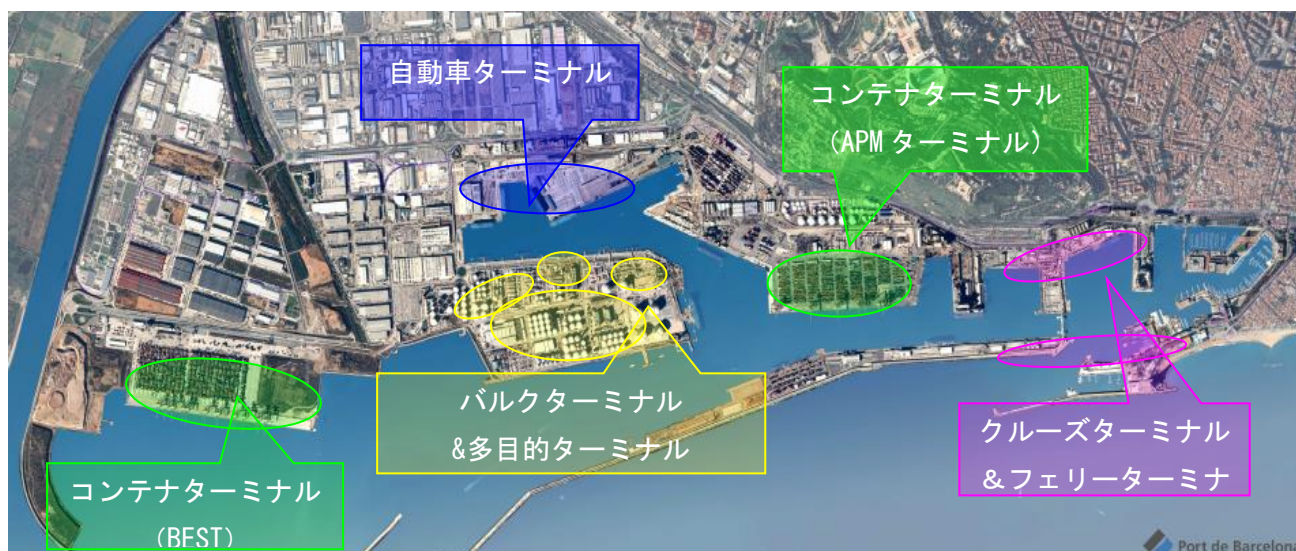 自動車ターミナル
コンテナターミナル
(APM ターミナル)
バルクターミナル
&多目的ターミナル
クルーズターミナル
＆フェリーターミナ
コンテナターミナル
(BEST)
Port de Barcelona